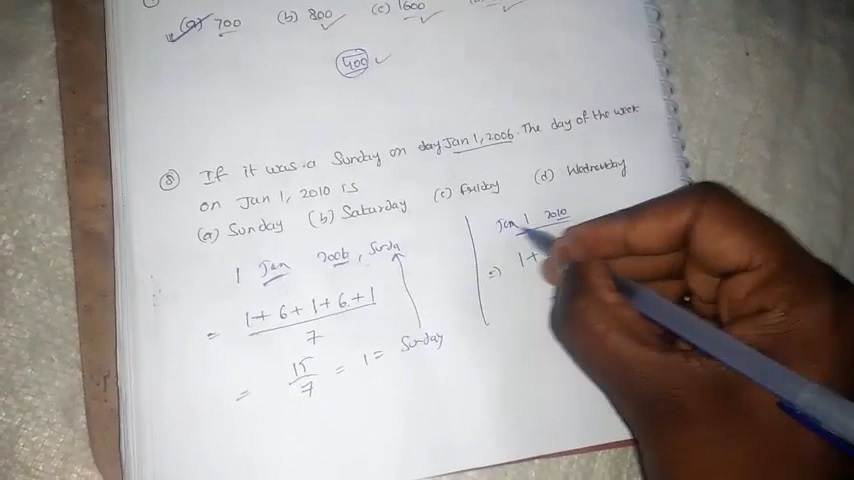 (a) 700 (b) 800 (c) 1600
400
⑧ If it was a Sunday on day Jan 1, 2006. The day of the week
on Jan 1, 2010 is
(a) Sunday (b) Saturday (c) Friday (d) Wednesday
1 Jan 2006, Sunda
= 1+6+1+6+1
7
= 15/7 = 1 = Sunday
Jan 1 2010
=) 1+